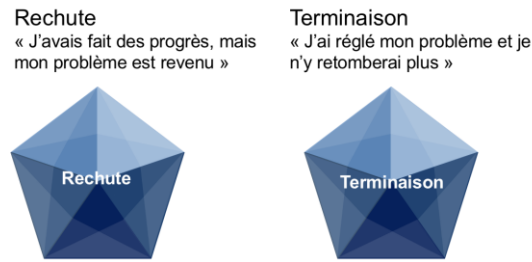 Rechute
« J'avais fait des progrès, mais
mon problème est revenu »
Rechute
Terminaison
« J'ai réglé mon problème et je
n'y retomberai plus »
Terminaison